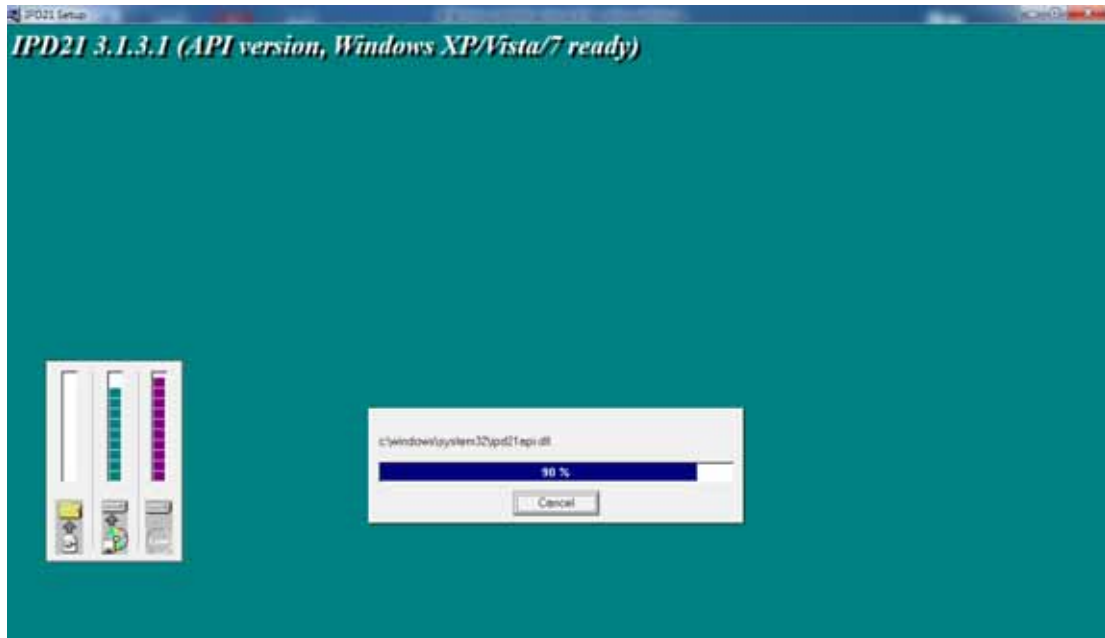 IPD21 Setup
IPD21 3.1.3.1 (API version, Windows XP/Vista/7 ready)
c:\windows\system32\ipd21api.dll
90 %
Cancel